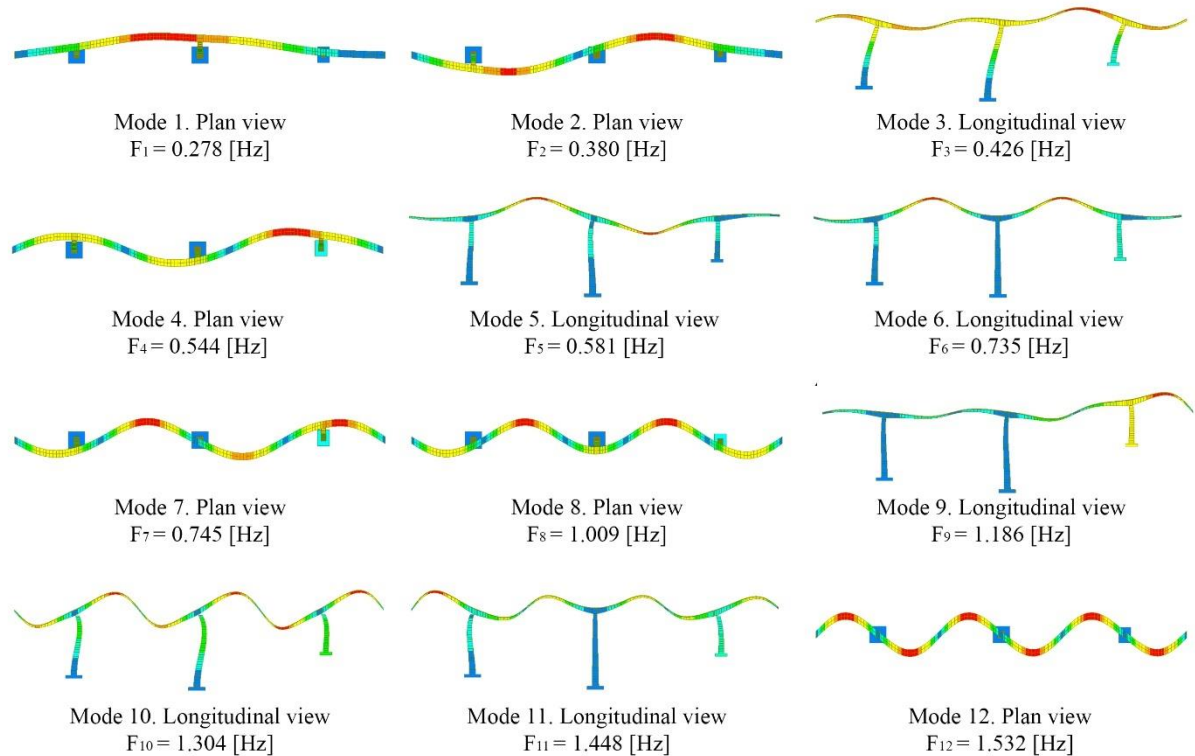 Mode 1. Plan view
F₁ = 0.278 [Hz]
Mode 2. Plan view
F₂ = 0.380 [Hz]
Mode 3. Longitudinal view
F₃ = 0.426 [Hz]
Mode 4. Plan view
F₄ = 0.544 [Hz]
Mode 5. Longitudinal view
F₅ = 0.581 [Hz]
Mode 6. Longitudinal view
F₆ = 0.735 [Hz]
Mode 7. Plan view
F₇ = 0.745 [Hz]
Mode 8. Plan view
F₈ = 1.009 [Hz]
Mode 9. Longitudinal view
F₉ = 1.186 [Hz]
Mode 10. Longitudinal view
F₁₀ = 1.304 [Hz]
Mode 11. Longitudinal view
F₁₁ = 1.448 [Hz]
Mode 12. Plan view
F₁₂ = 1.532 [Hz]